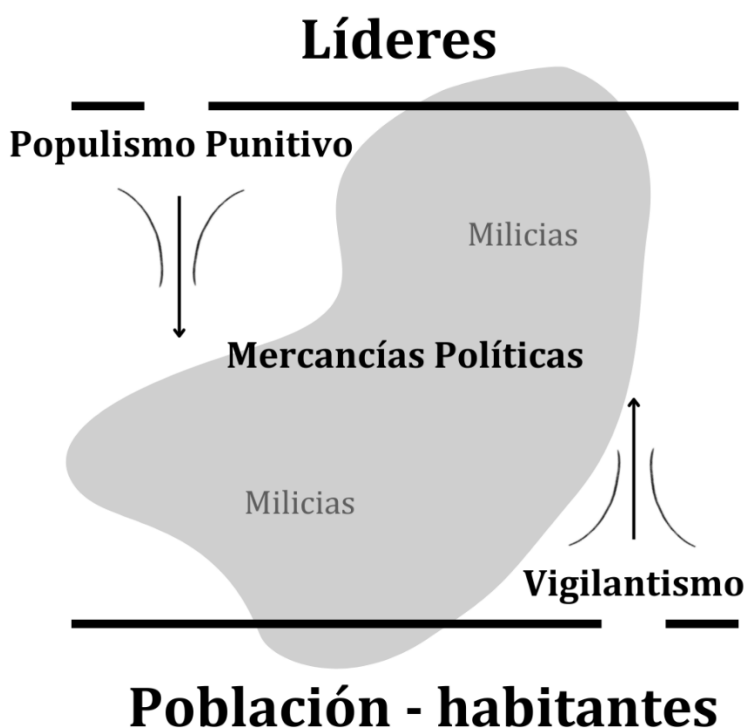 Líderes
Populismo Punitivo
Milicias
Mercancías Políticas
Milicias
Vigilantismo
Población - habitantes